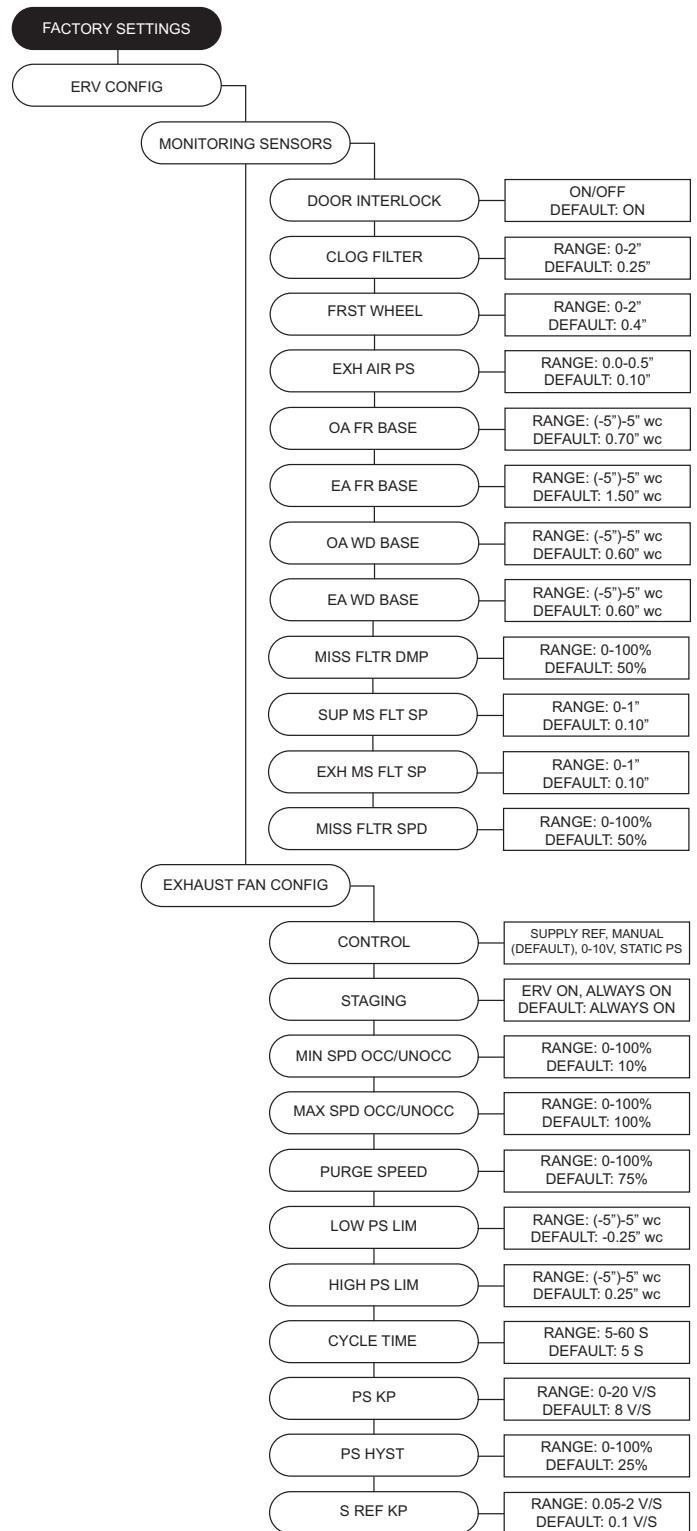 FACTORY SETTINGS
ERV CONFIG
MONITORING SENSORS
DOOR INTERLOCK
ON/OFF
DEFAULT: ON
CLOG FILTER
RANGE: 0-2”
DEFAULT: 0.25”
FRST WHEEL
RANGE: 0-2”
DEFAULT: 0.4”
EXH AIR PS
RANGE: 0.0-0.5”
DEFAULT: 0.10”
OA FR BASE
RANGE: (-5”)-5” wc
DEFAULT: 0.70” wc
EA FR BASE
RANGE: (-5”)-5” wc
DEFAULT: 1.50” wc
OA WD BASE
RANGE: (-5”)-5” wc
DEFAULT: 0.60” wc
EA WD BASE
RANGE: (-5”)-5” wc
DEFAULT: 0.60” wc
MISS FLTR DMP
RANGE: 0-100%
DEFAULT: 50%
SUP MS FLT SP
RANGE: 0-1”
DEFAULT: 0.10”
EXH MS FLT SP
RANGE: 0-1”
DEFAULT: 0.10”
MISS FLTR SPD
RANGE: 0-100%
DEFAULT: 50%
EXHAUST FAN CONFIG
CONTROL
SUPPLY REF, MANUAL
(DEFAULT), 0-10V, STATIC PS
STAGING
ERV ON, ALWAYS ON
DEFAULT: ALWAYS ON
MIN SPD OCC/UNOCC
RANGE: 0-100%
DEFAULT: 10%
MAX SPD OCC/UNOCC
RANGE: 0-100%
DEFAULT: 100%
PURGE SPEED
RANGE: 0-100%
DEFAULT: 75%
LOW PS LIM
RANGE: (-5”)-5” wc
DEFAULT: -0.25” wc
HIGH PS LIM
RANGE: (-5”)-5” wc
DEFAULT: 0.25” wc
CYCLE TIME
RANGE: 5-60 S
DEFAULT: 5 S
PS KP
RANGE: 0-20 V/S
DEFAULT: 8 V/S
PS HYST
RANGE: 0-100%
DEFAULT: 25%
S REF KP
RANGE: 0.05-2 V/S
DEFAULT: 0.1 V/S